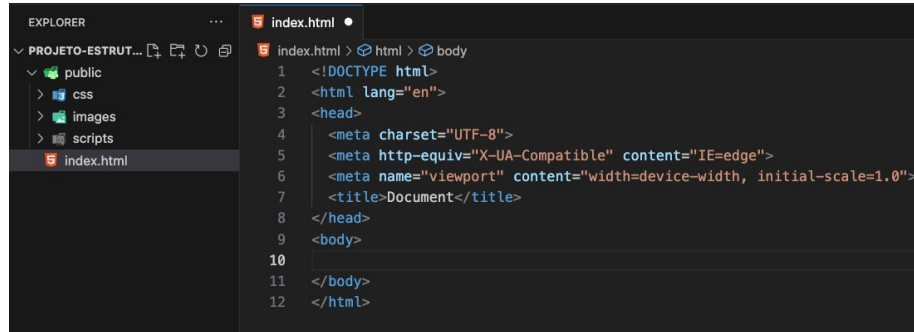 EXPLORER
PROJETO-ESTRUT...
public
css
images
scripts
index.html
index.html
index.html > html > body
1 <!DOCTYPE html>
2 <html lang="en">
3 <head>
4 <meta charset="UTF-8">
5 <meta http-equiv="X-UA-Compatible" content="IE=edge">
6 <meta name="viewport" content="width=device-width, initial-scale=1.0">
7 <title>Document</title>
8 </head>
9 <body>
10
11 </body>
12 </html>